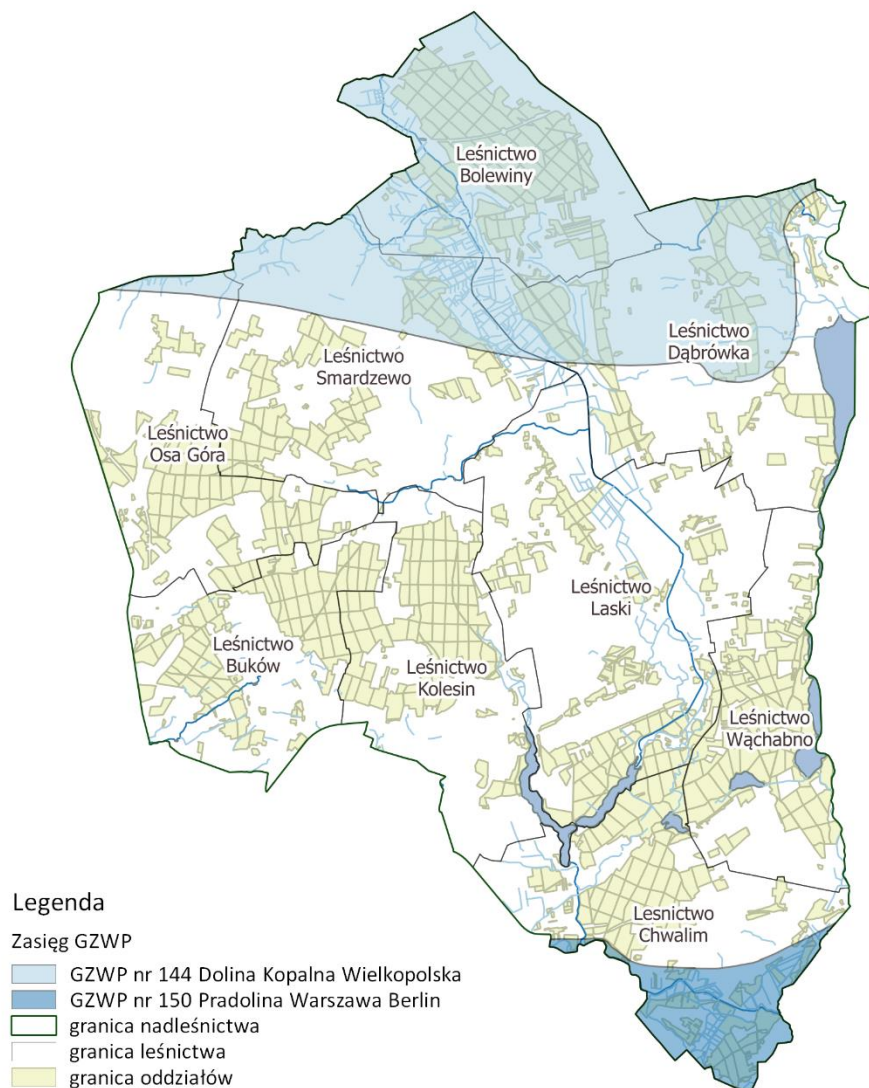 Leśnictwo
Bolewiny
Leśnictwo
Dąbrówka
Leśnictwo
Smardzewo
Leśnictwo
Osa Góra
Leśnictwo
Laski
Leśnictwo
Buków
Leśnictwo
Kolesin
Leśnictwo
Wąchabno
Lesnictwo
Chwalim
Legenda
Zasięg GZWP
GZWP nr 144 Dolina Kopalna Wielkopolska
GZWP nr 150 Pradolina Warszawa Berlin
granica nadleśnictwa
granica leśnictwa
granica oddziałów